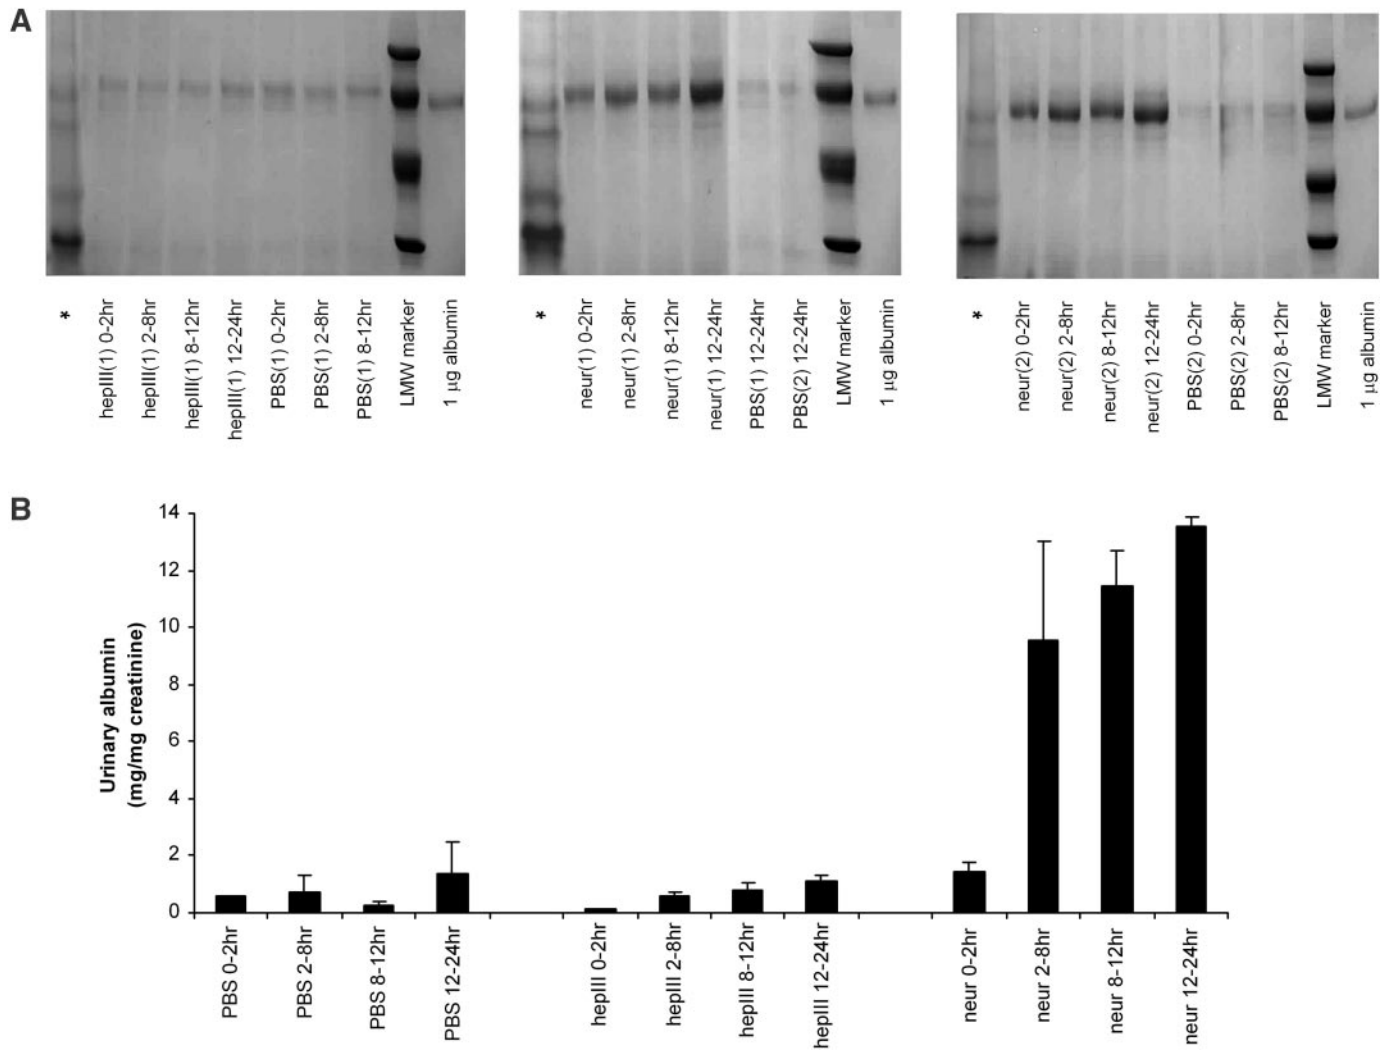 A
*
hepIII(1) 0-2hr
hepIII(1) 2-8hr
hepIII(1) 8-12hr
hepIII(1) 12-24hr
PBS(1) 0-2hr
PBS(1) 2-8hr
PBS(1) 8-12hr
LMW marker
1 μg albumin
*
neur(1) 0-2hr
neur(1) 2-8hr
neur(1) 8-12hr
neur(1) 12-24hr
PBS(1) 12-24hr
PBS(2) 12-24hr
LMW marker
1 μg albumin
*
neur(2) 0-2hr
neur(2) 2-8hr
neur(2) 8-12hr
neur(2) 12-24hr
PBS(2) 0-2hr
PBS(2) 2-8hr
PBS(2) 8-12hr
LMW marker
1 μg albumin
B
Urinary albumin
(mg/mg creatinine)
14
12
10
8
6
4
2
0
PBS 0-2hr
PBS 2-8hr
PBS 8-12hr
PBS 12-24hr
hepIII 0-2hr
hepIII 2-8hr
hepIII 8-12hr
hepIII 12-24hr
neur 0-2hr
neur 2-8hr
neur 8-12hr
neur 12-24hr